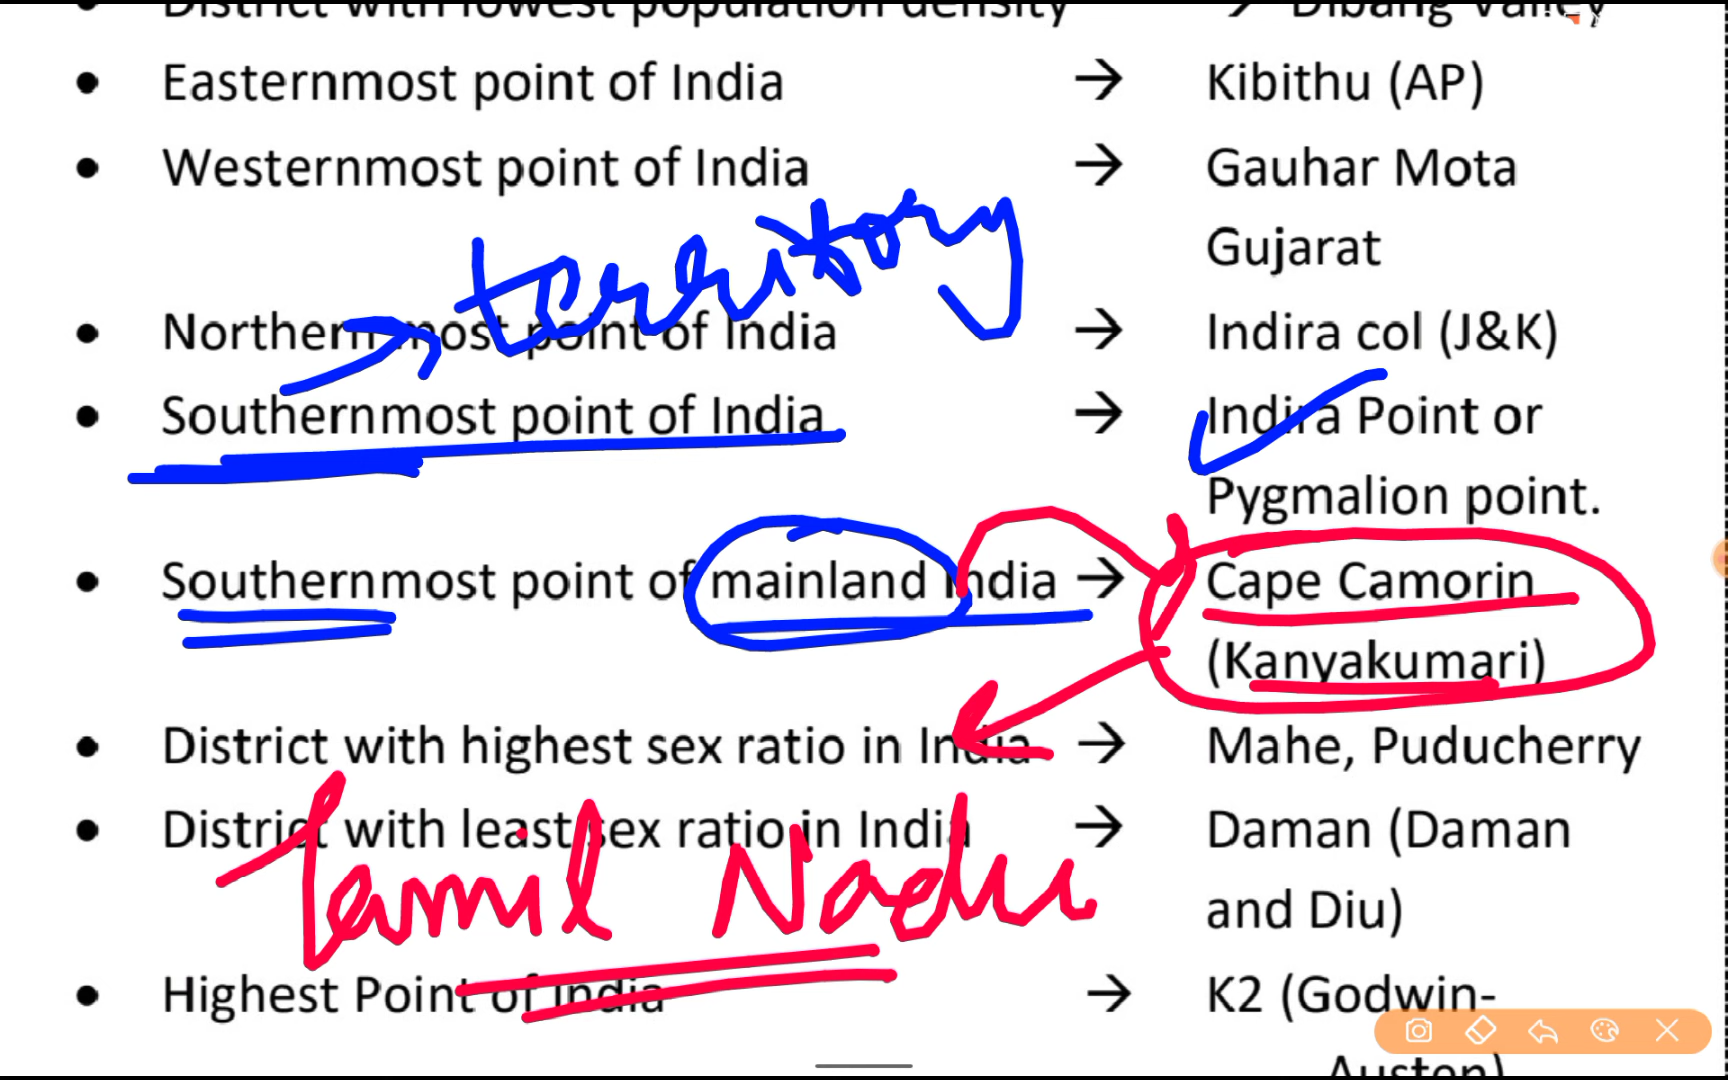 District with lowest population density → Dibang Valley
• Easternmost point of India → Kibithu (AP)
• Westernmost point of India → Gauhar Mota
Gujarat
territory
• Northernmost point of India → Indira col (J&K)
• Southernmost point of India → Indira Point or
Pygmalion point.
• Southernmost point of mainland India → Cape Camorin
(Kanyakumari)
• District with highest sex ratio in India → Mahe, Puducherry
• District with least sex ratio in India → Daman (Daman
Tamil Nadu
and Diu)
• Highest Point of India → K2 (Godwin-
Austen)